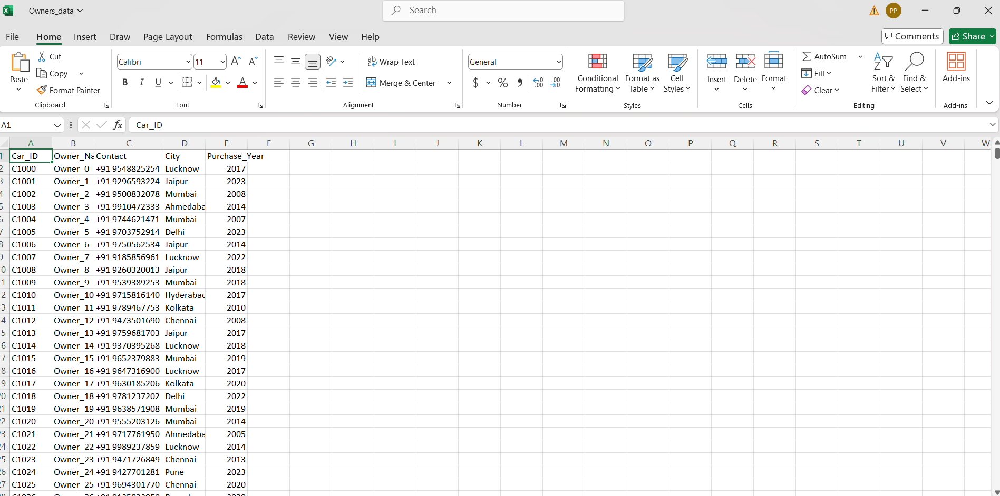 Owners_data
Search
PP
File Home Insert Draw Page Layout Formulas Data Review View Help
Comments Share
Paste
Cut
Copy
Format Painter
Clipboard
Calibri 11
B I U
Font
Wrap Text
Merge & Center
Alignment
General
$ % 
Number
Conditional Formatting
Format as Table
Cell Styles
Styles
Insert
Delete
Format
Cells
AutoSum
Fill
Clear
Sort & Filter
Find & Select
Editing
Add-ins
Add-ins
A1 fx Car_ID
A B C D E F G H I J K L M N O P Q R S T U V W
1 Car_ID Owner_Na Contact City Purchase_Year
2 C1000 Owner_0 +91 9548825254 Lucknow 2017
3 C1001 Owner_1 +91 9296593224 Jaipur 2023
4 C1002 Owner_2 +91 9500832078 Mumbai 2008
5 C1003 Owner_3 +91 9910472333 Ahmedaba 2014
6 C1004 Owner_4 +91 9744621471 Mumbai 2007
7 C1005 Owner_5 +91 9703752914 Delhi 2023
8 C1006 Owner_6 +91 9750562534 Jaipur 2014
9 C1007 Owner_7 +91 9185856961 Lucknow 2022
0 C1008 Owner_8 +91 9260320013 Jaipur 2018
1 C1009 Owner_9 +91 9539389253 Mumbai 2018
2 C1010 Owner_10 +91 9715816140 Hyderabad 2017
3 C1011 Owner_11 +91 9789467753 Kolkata 2010
4 C1012 Owner_12 +91 9473501690 Chennai 2008
5 C1013 Owner_13 +91 9759681703 Jaipur 2017
6 C1014 Owner_14 +91 9370395268 Lucknow 2018
7 C1015 Owner_15 +91 9652379883 Mumbai 2019
8 C1016 Owner_16 +91 9647316900 Lucknow 2017
9 C1017 Owner_17 +91 9630185206 Kolkata 2020
20 C1018 Owner_18 +91 9781237202 Delhi 2022
21 C1019 Owner_19 +91 9638571908 Mumbai 2019
22 C1020 Owner_20 +91 9555203126 Mumbai 2014
23 C1021 Owner_21 +91 9717761950 Ahmedaba 2005
24 C1022 Owner_22 +91 9989237859 Lucknow 2014
25 C1023 Owner_23 +91 9471726849 Chennai 2013
26 C1024 Owner_24 +91 9427701281 Pune 2023
27 C1025 Owner_25 +91 9694301770 Chennai 2020